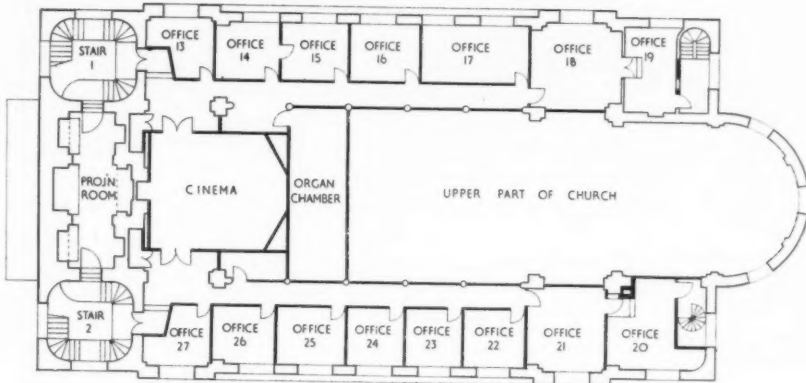 OFFICE
13
OFFICE
14
OFFICE
15
OFFICE
16
OFFICE
17
OFFICE
18
OFFICE
19
STAIR
1
PROJN
ROOM
CINEMA
ORGAN
CHAMBER
UPPER PART OF CHURCH
STAIR
2
OFFICE
27
OFFICE
26
OFFICE
25
OFFICE
24
OFFICE
23
OFFICE
22
OFFICE
21
OFFICE
20